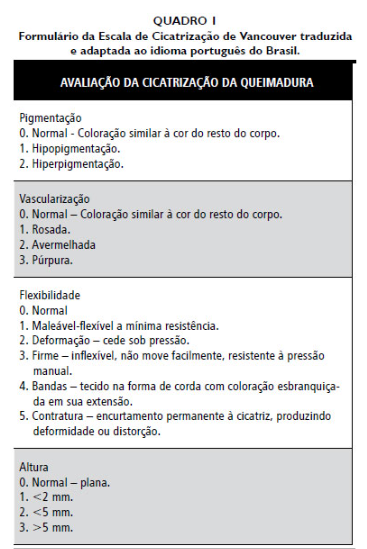 QUADRO 1
Formulário da Escala de Cicatrização de Vancouver traduzida
e adaptada ao idioma português do Brasil.
AVALIAÇÃO DA CICATRIZAÇÃO DA QUEIMADURA
Pigmentação
0. Normal - Coloração similar à cor do resto do corpo.
1. Hipopigmentação.
2. Hiperpigmentação.
Vascularização
0. Normal – Coloração similar à cor do resto do corpo.
1. Rosada.
2. Avermelhada
3. Púrpura.
Flexibilidade
0. Normal
1. Maleável-flexível a mínima resistência.
2. Deformação – cede sob pressão.
3. Firme – inflexível, não move facilmente, resistente à pressão
manual.
4. Bandas – tecido na forma de corda com coloração esbranquiça-
da em sua extensão.
5. Contratura – encurtamento permanente à cicatriz, produzindo
deformidade ou distorção.
Altura
0. Normal – plana.
1. <2 mm.
2. <5 mm.
3. >5 mm.